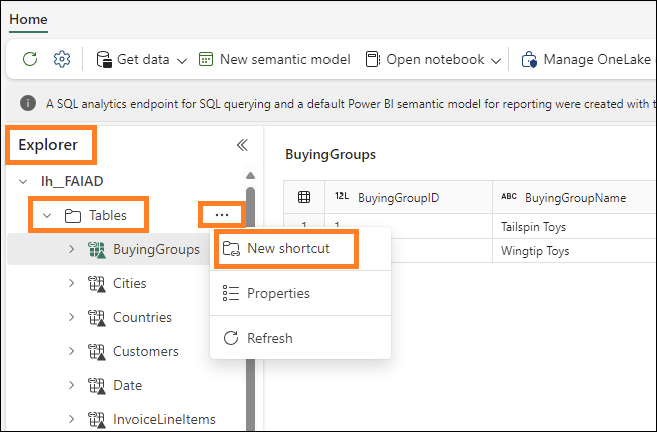 Home
Get data New semantic model Open notebook Manage OneLake
A SQL analytics endpoint for SQL querying and a default Power BI semantic model for reporting were created with
Explorer
lh_FAIAD
Tables ...
BuyingGroups
Cities
Countries
Customers
Date
InvoiceLineItems
New shortcut
Properties
Refresh
BuyingGroups
12L BuyingGroupID ABC BuyingGroupName
1 1 Tailspin Toys
Wingtip Toys